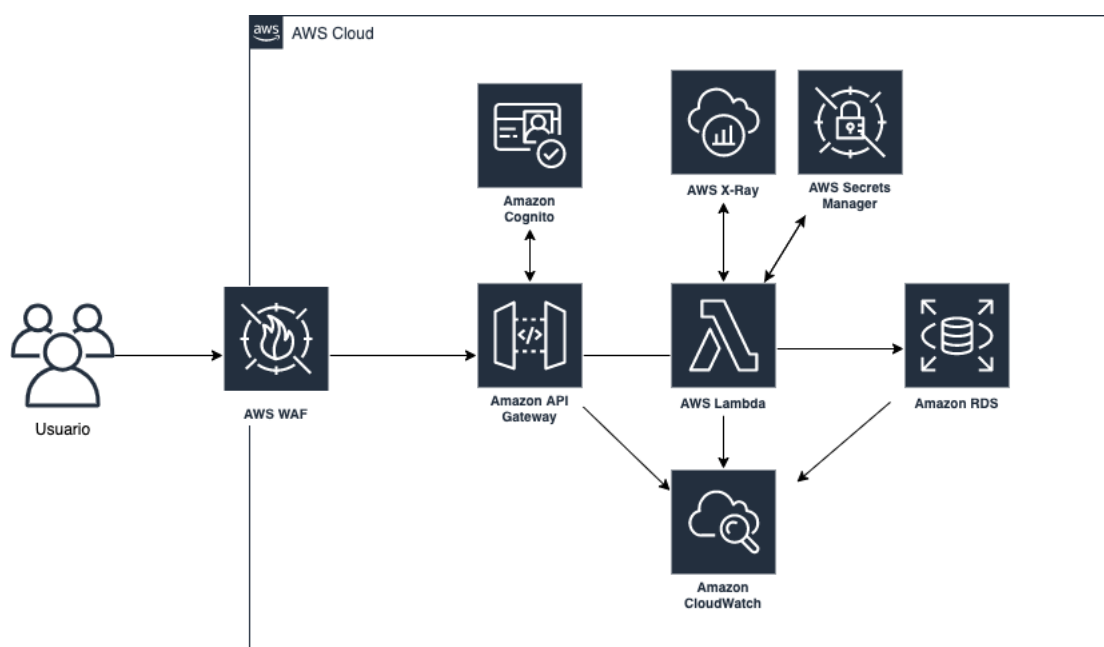 aws
AWS Cloud
Amazon
Cognito
AWS X-Ray
AWS Secrets
Manager
</>
Usuario
AWS WAF
Amazon API
Gateway
AWS Lambda
Amazon RDS
Amazon
CloudWatch